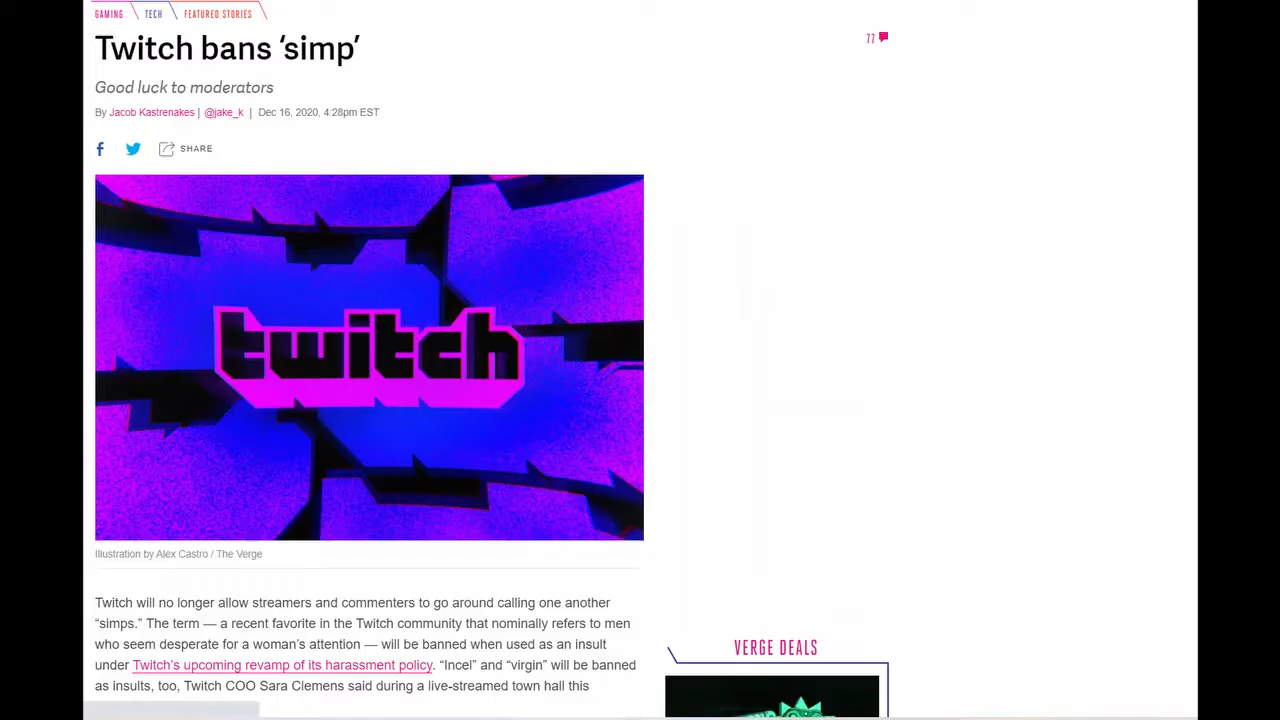 GAMING TECH FEATURED STORIES
Twitch bans ‘simp’
77
Good luck to moderators
By Jacob Kastrenakes | @jake_k | Dec 16, 2020, 4:28pm EST
SHARE
twitch
Illustration by Alex Castro / The Verge
Twitch will no longer allow streamers and commenters to go around calling one another
“simps.” The term — a recent favorite in the Twitch community that nominally refers to men
who seem desperate for a woman’s attention — will be banned when used as an insult
under Twitch’s upcoming revamp of its harassment policy. “Incel” and “virgin” will be banned
as insults, too, Twitch COO Sara Clemens said during a live-streamed town hall this
VERGE DEALS